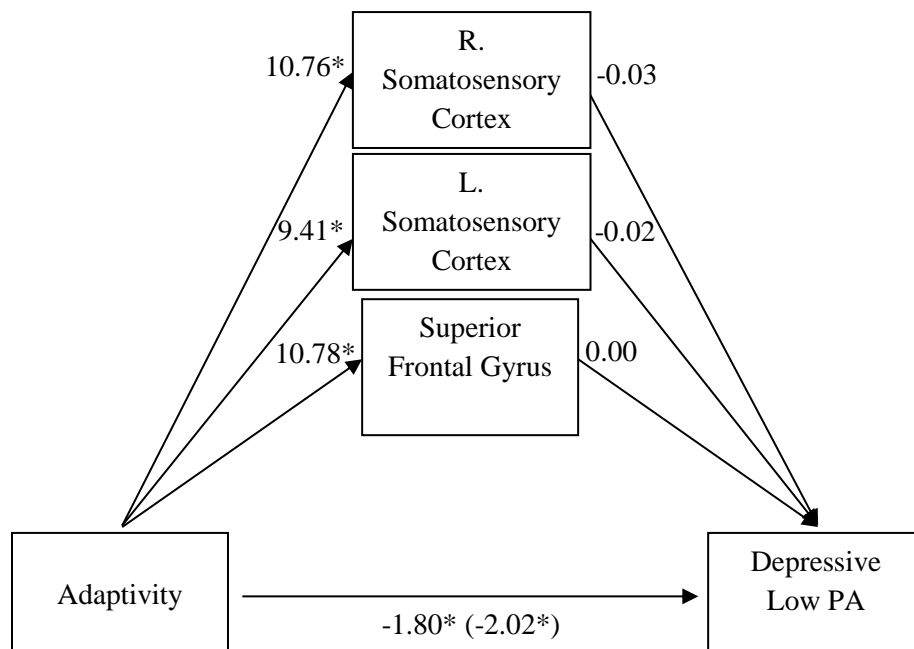 R.
Somatosensory
Cortex
10.76*
-0.03
L.
Somatosensory
Cortex
9.41*
-0.02
Superior
Frontal Gyrus
10.78*
0.00
Adaptivity
Depressive
Low PA
-1.80* (-2.02*)